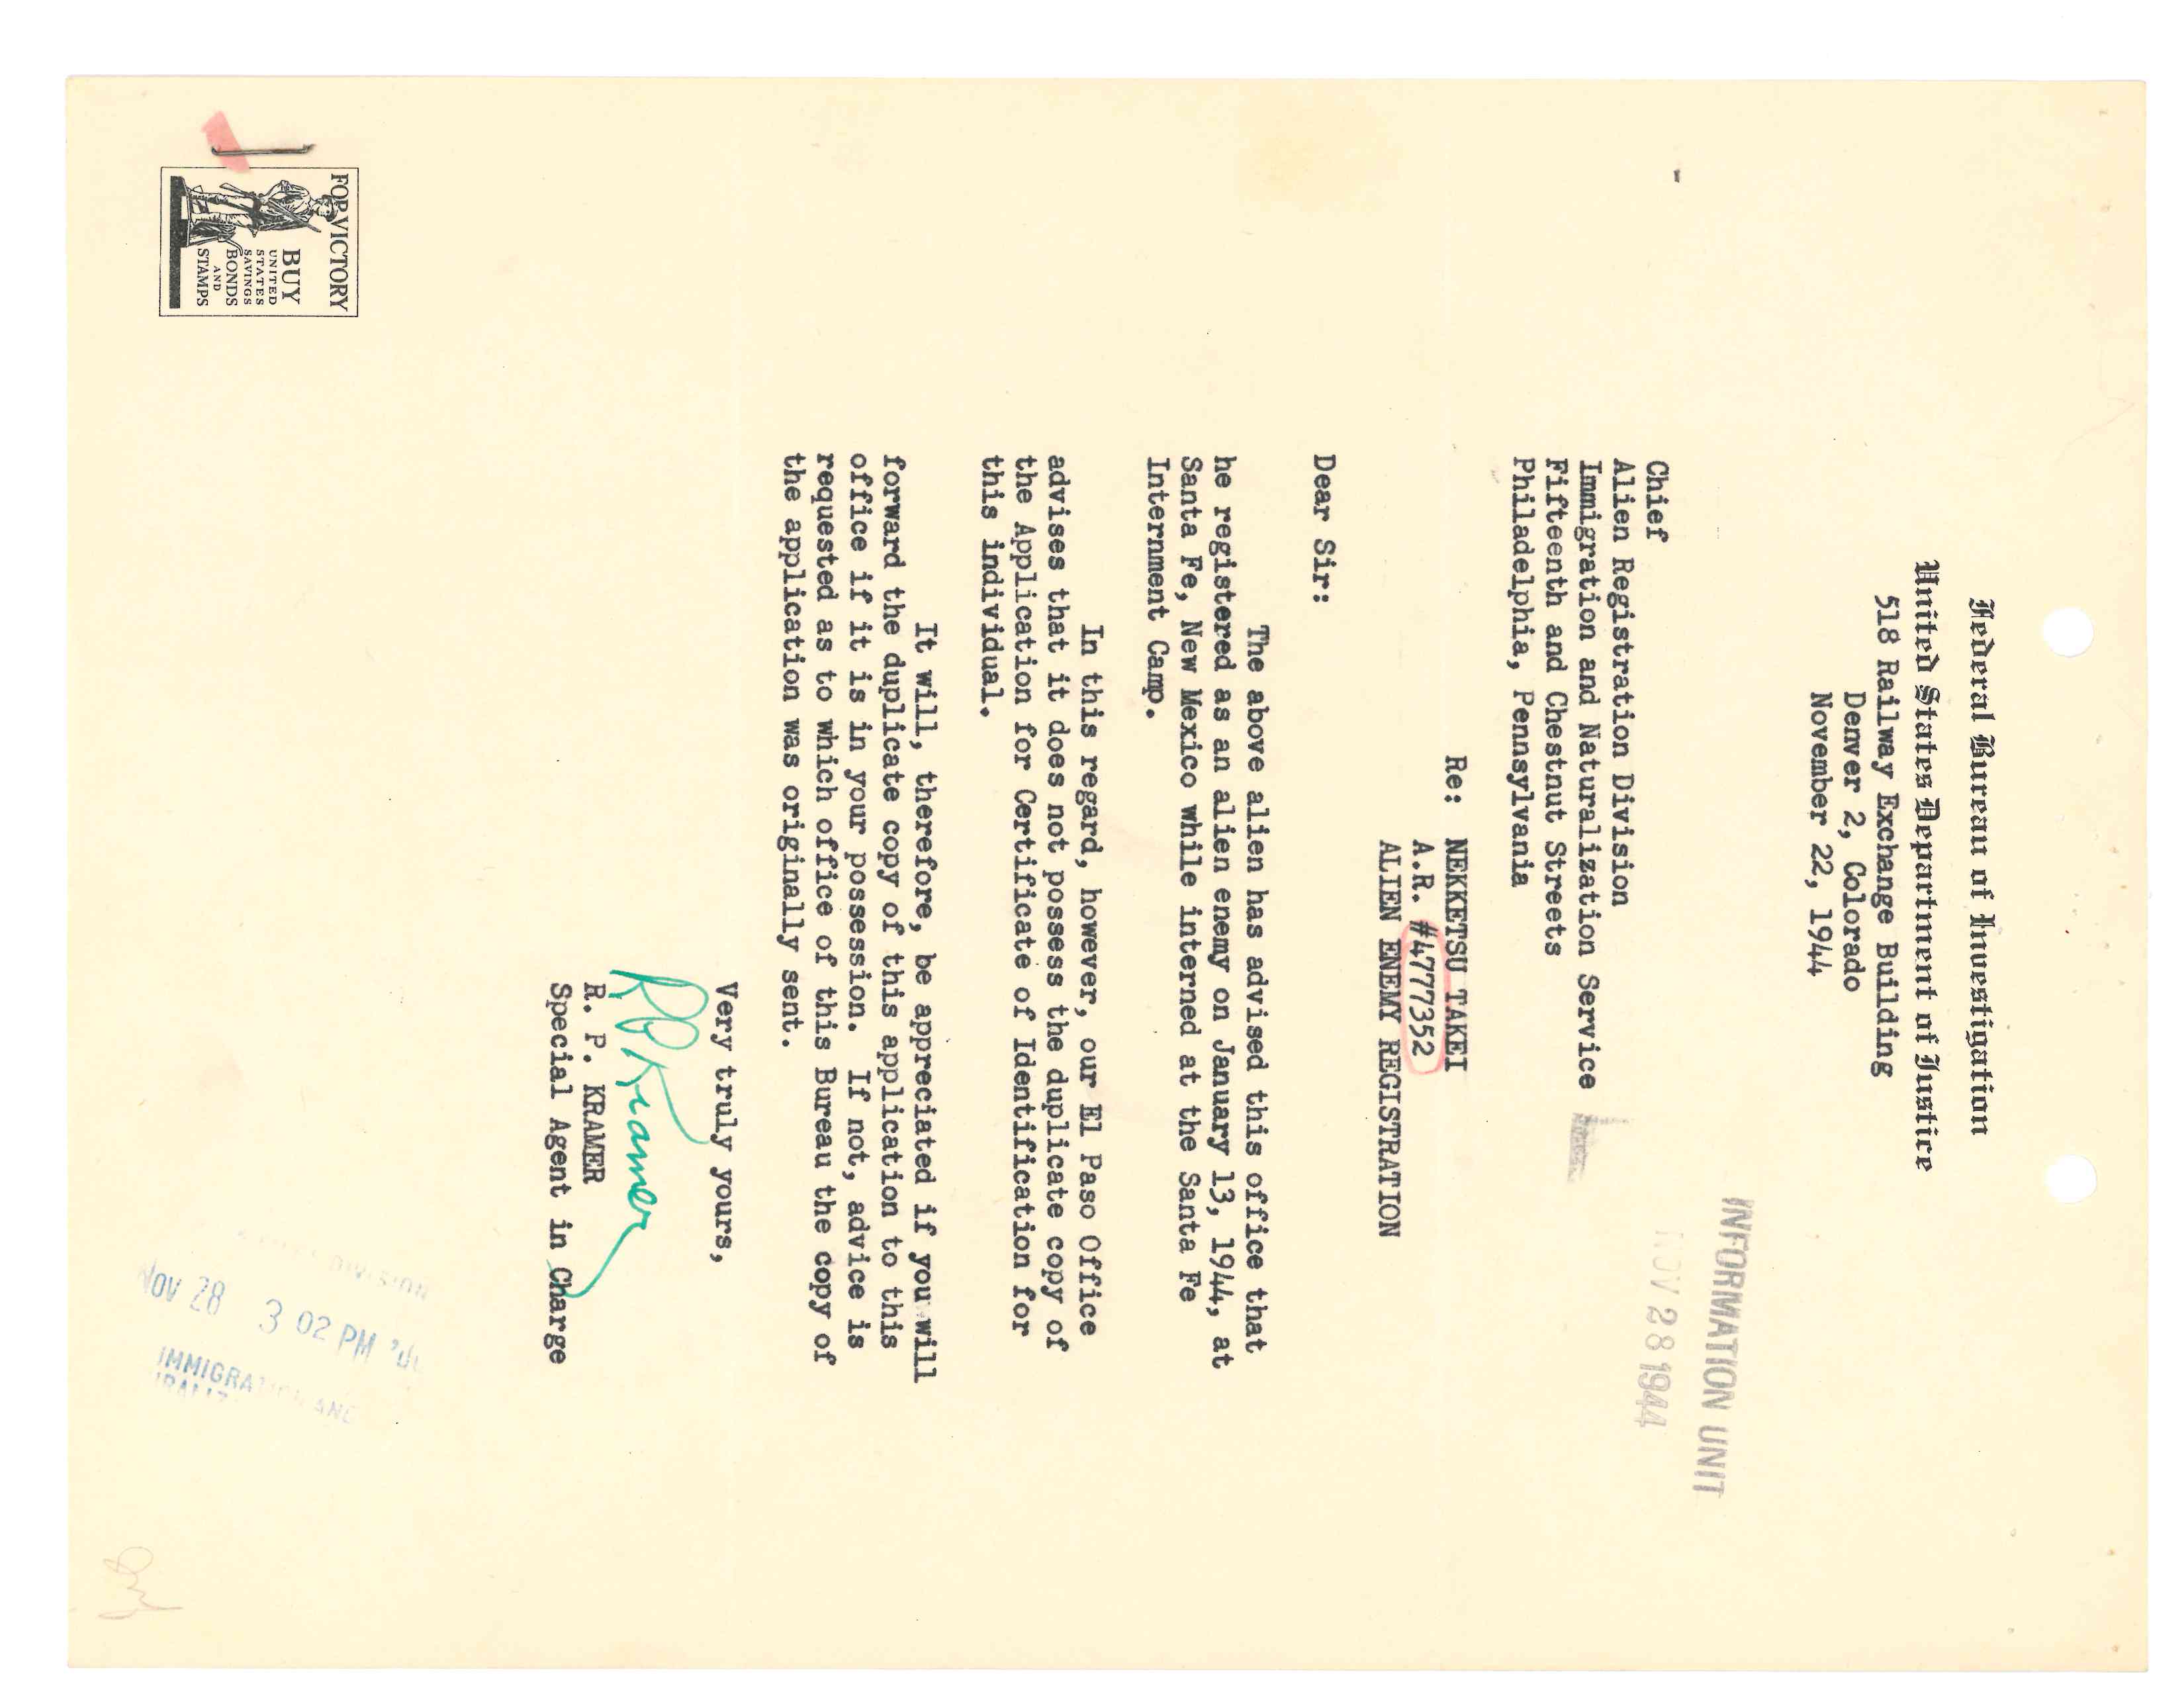 Federal Bureau of Investigation
United States Department of Justice
518 Railway Exchange Building
Denver 2, Colorado
November 22, 1944
INFORMATION UNIT
NOV 28 1944
Chief
Alien Registration Division
Immigration and Naturalization Service
Fifteenth and Chestnut Streets
Philadelphia, Pennsylvania
Re: NEKKETSU TAKEI
A.R. #4777352
ALIEN ENEMY REGISTRATION
Dear Sir:
The above alien has advised this office that
he registered as an alien enemy on January 13, 1944, at
Santa Fe, New Mexico while interned at the Santa Fe
Internment Camp.
In this regard, however, our El Paso Office
advises that it does not possess the duplicate copy of
the Application for Certificate of Identification for
this individual.
It will, therefore, be appreciated if you will
forward the duplicate copy of this application to this
office if it is in your possession. If not, advice is
requested as to which office of this Bureau the copy of
the application was originally sent.
Very truly yours,
RPKramer
R. P. KRAMER
Special Agent in Charge
FOR VICTORY
BUY
UNITED
STATES
SAVINGS
BONDS
AND
STAMPS
DIVISION
NOV 28 3 02 PM '44